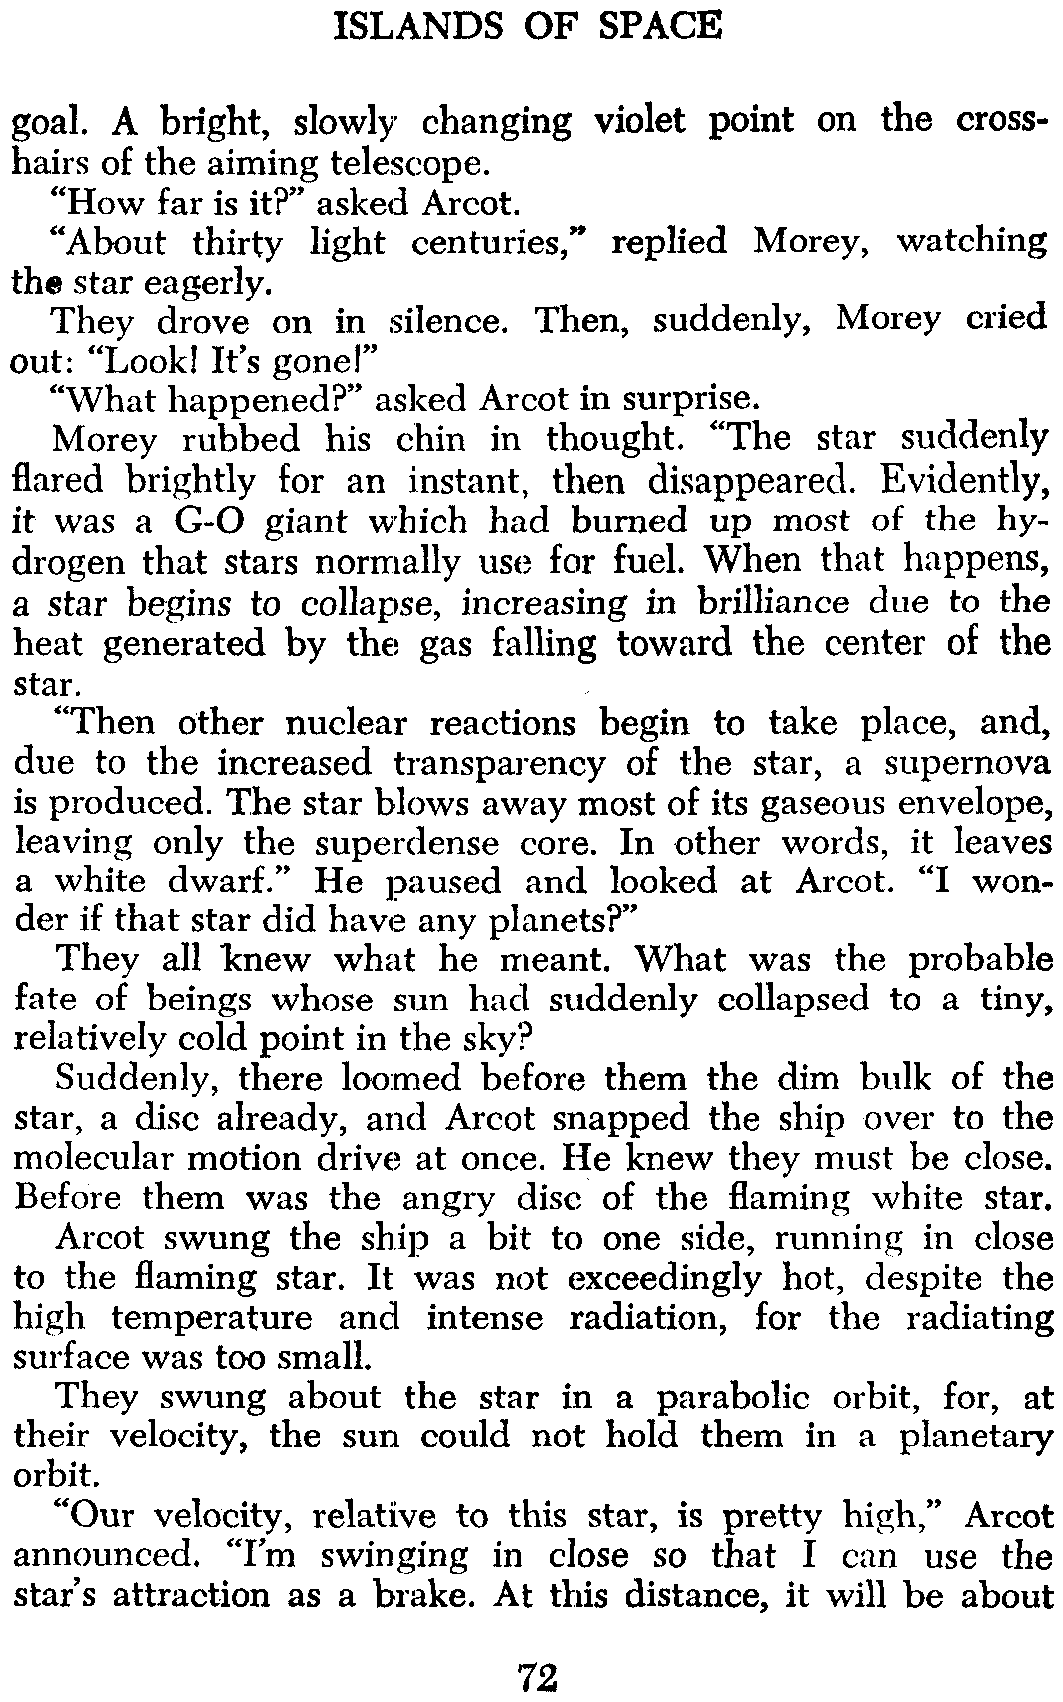 ISLANDS OF SPACE
goal. A bright, slowly changing violet point on the cross-
hairs of the aiming telescope.
“How far is it?” asked Arcot.
“About thirty light centuries,” replied Morey, watching
the star eagerly.
They drove on in silence. Then, suddenly, Morey cried
out: “Look! It’s gone!”
“What happened?” asked Arcot in surprise.
Morey rubbed his chin in thought. “The star suddenly
flared brightly for an instant, then disappeared. Evidently,
it was a G-O giant which had burned up most of the hy-
drogen that stars normally use for fuel. When that happens,
a star begins to collapse, increasing in brilliance due to the
heat generated by the gas falling toward the center of the
star.
“Then other nuclear reactions begin to take place, and,
due to the increased transparency of the star, a supernova
is produced. The star blows away most of its gaseous envelope,
leaving only the superdense core. In other words, it leaves
a white dwarf.” He paused and looked at Arcot. “I won-
der if that star did have any planets?”
They all knew what he meant. What was the probable
fate of beings whose sun had suddenly collapsed to a tiny,
relatively cold point in the sky?
Suddenly, there loomed before them the dim bulk of the
star, a disc already, and Arcot snapped the ship over to the
molecular motion drive at once. He knew they must be close.
Before them was the angry disc of the flaming white star.
Arcot swung the ship a bit to one side, running in close
to the flaming star. It was not exceedingly hot, despite the
high temperature and intense radiation, for the radiating
surface was too small.
They swung about the star in a parabolic orbit, for, at
their velocity, the sun could not hold them in a planetary
orbit.
“Our velocity, relative to this star, is pretty high,” Arcot
announced. “I’m swinging in close so that I can use the
star’s attraction as a brake. At this distance, it will be about
72